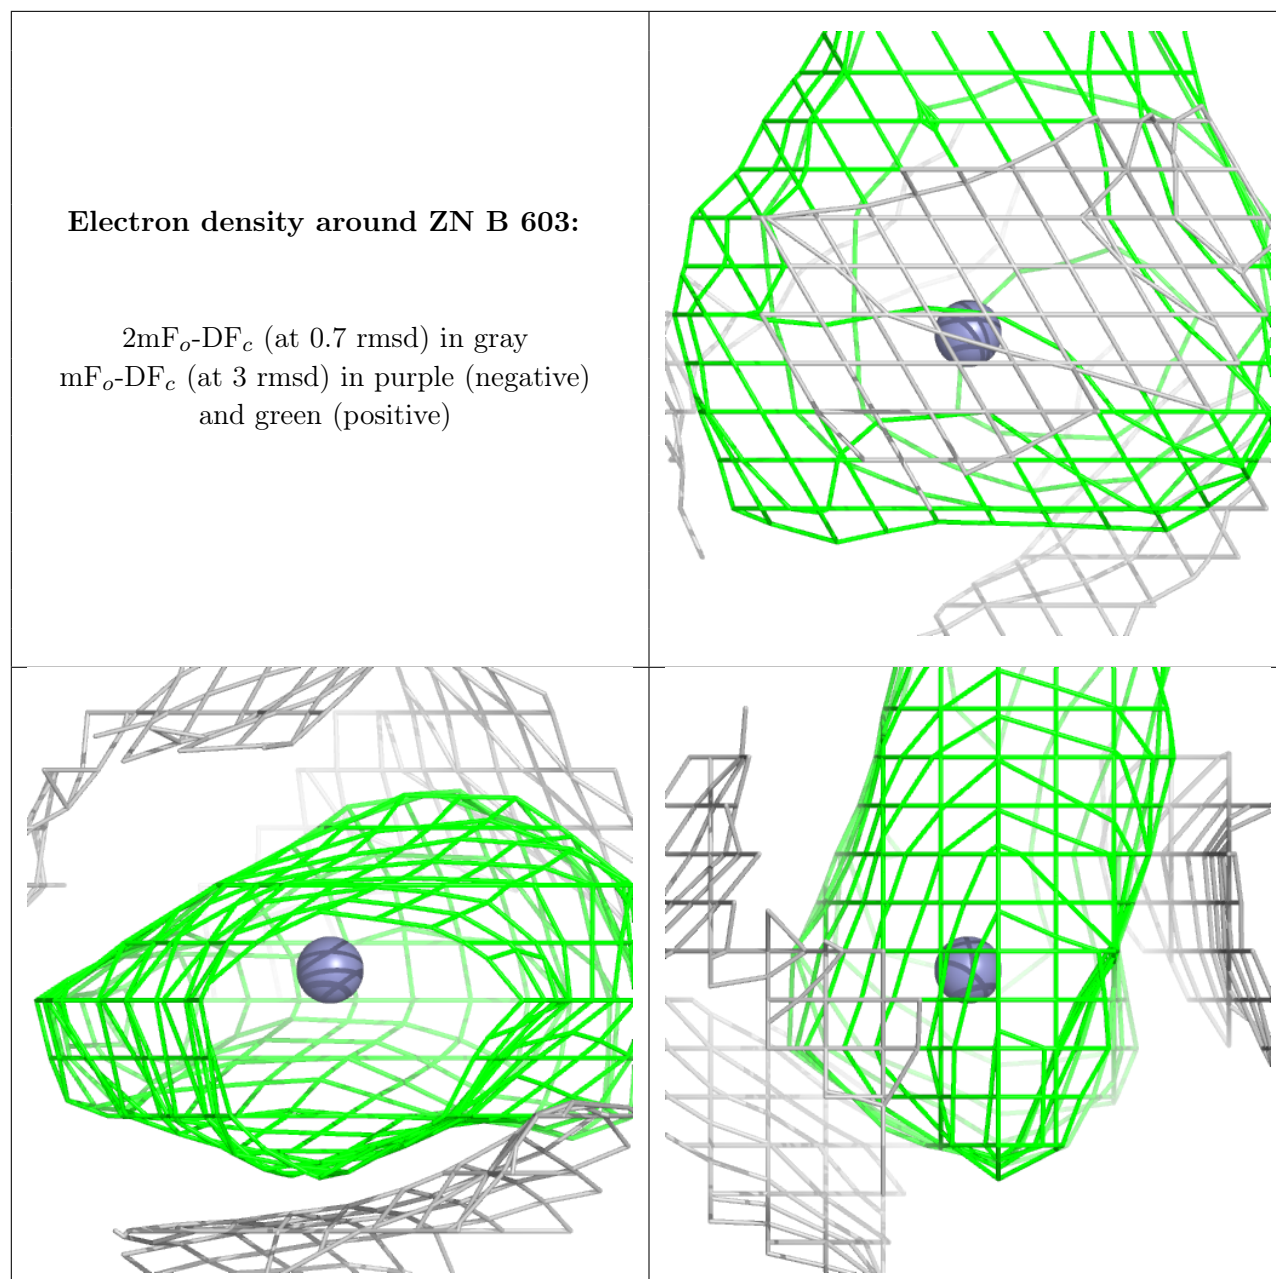 Electron density around ZN B 603:
2mFo-DFc (at 0.7 rmsd) in gray
mFo-DFc (at 3 rmsd) in purple (negative)
and green (positive)